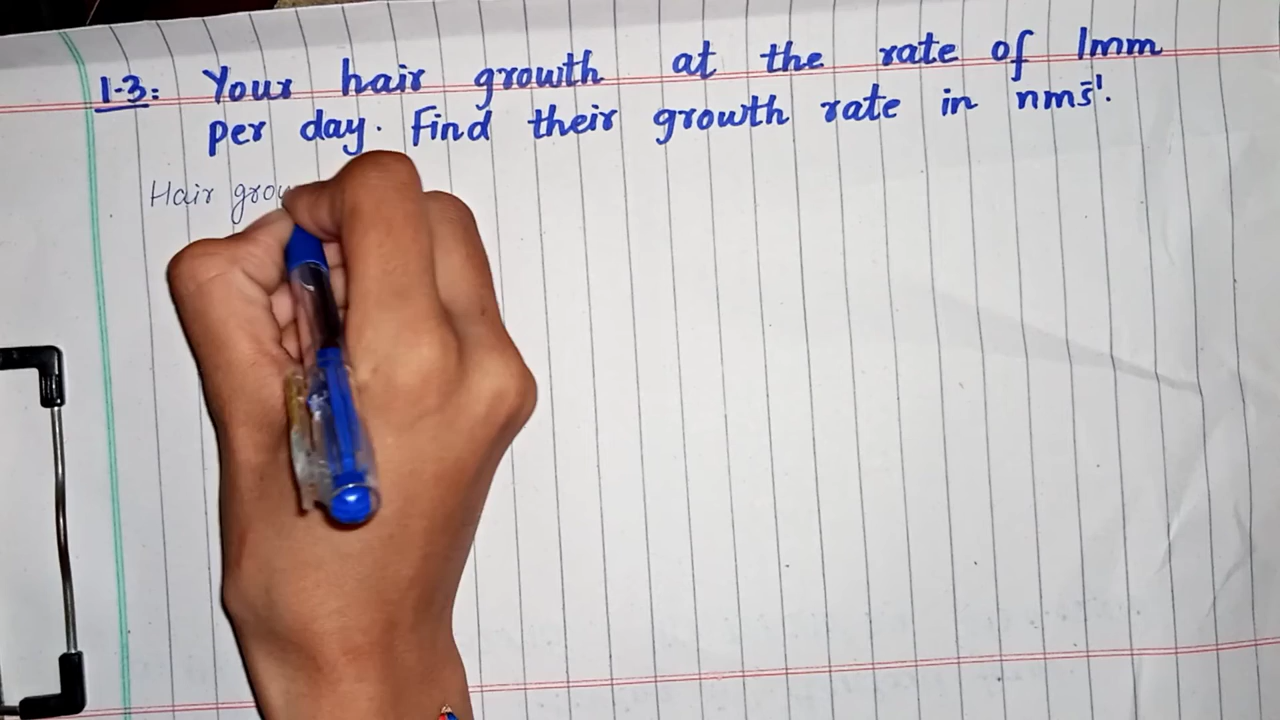 1.3: Your hair growth at the rate of 1mm
per day. Find their growth rate in nms⁻¹.
Hair grou